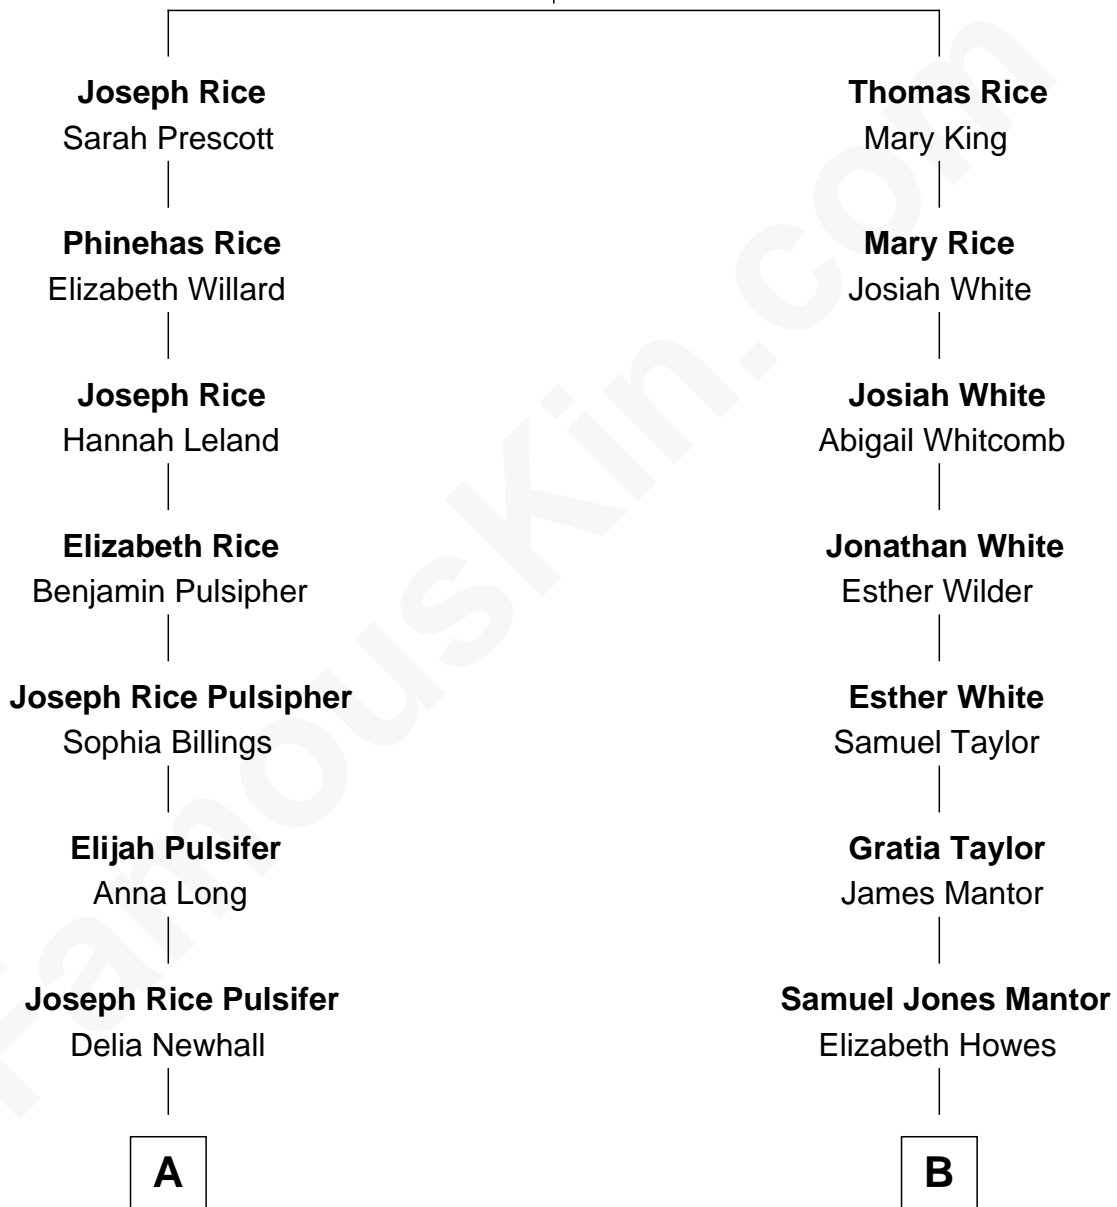 Joseph Rice
Sarah Prescott
Phinehas Rice
Elizabeth Willard
Joseph Rice
Hannah Leland
Elizabeth Rice
Benjamin Pulsipher
Joseph Rice Pulsipher
Sophia Billings
Elijah Pulsifer
Anna Long
Joseph Rice Pulsifer
Delia Newhall
A
Thomas Rice
Mary King
Mary Rice
Josiah White
Josiah White
Abigail Whitcomb
Jonathan White
Esther Wilder
Esther White
Samuel Taylor
Gratia Taylor
James Mantor
Samuel Jones Mantor
Elizabeth Howes
B
FamousKin.com